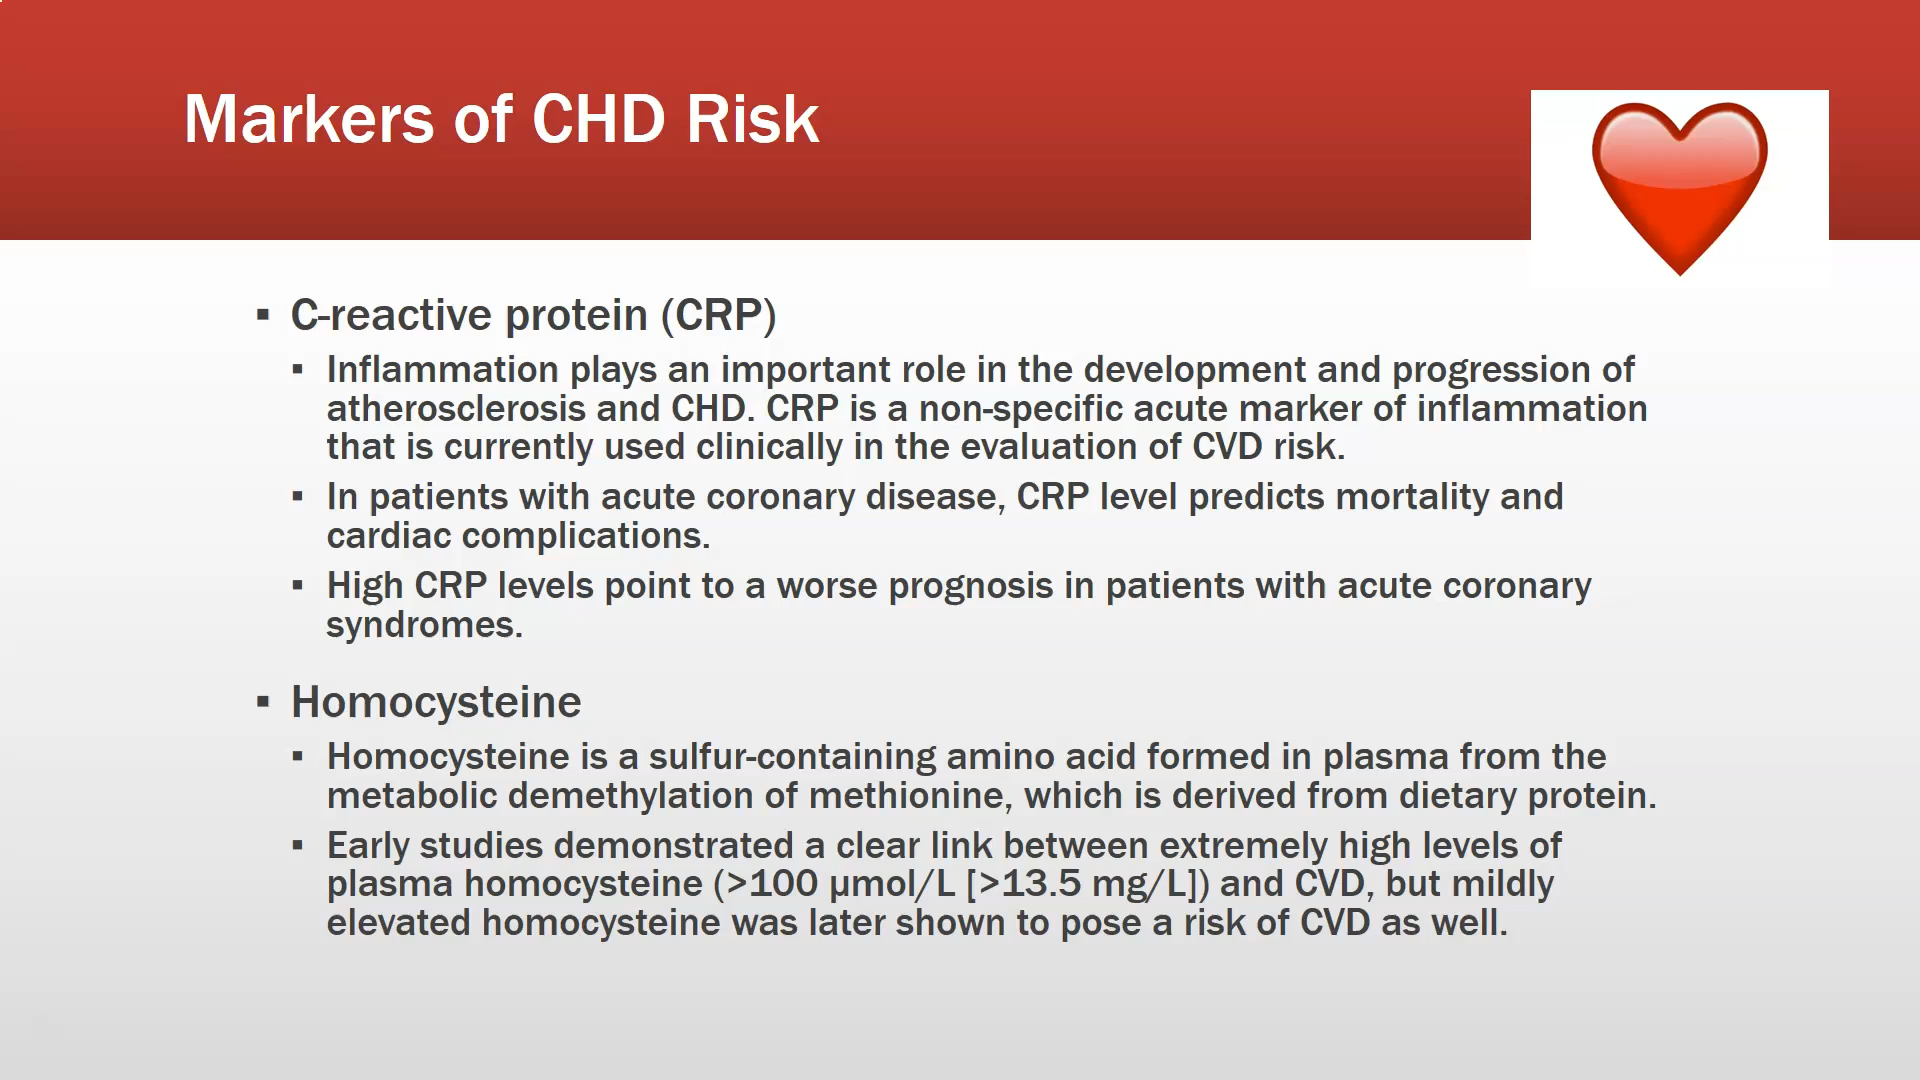 Markers of CHD Risk
▪ C-reactive protein (CRP)
▪ Inflammation plays an important role in the development and progression of
atherosclerosis and CHD. CRP is a non-specific acute marker of inflammation
that is currently used clinically in the evaluation of CVD risk.
▪ In patients with acute coronary disease, CRP level predicts mortality and
cardiac complications.
▪ High CRP levels point to a worse prognosis in patients with acute coronary
syndromes.
▪ Homocysteine
▪ Homocysteine is a sulfur-containing amino acid formed in plasma from the
metabolic demethylation of methionine, which is derived from dietary protein.
▪ Early studies demonstrated a clear link between extremely high levels of
plasma homocysteine (>100 μmol/L [>13.5 mg/L]) and CVD, but mildly
elevated homocysteine was later shown to pose a risk of CVD as well.